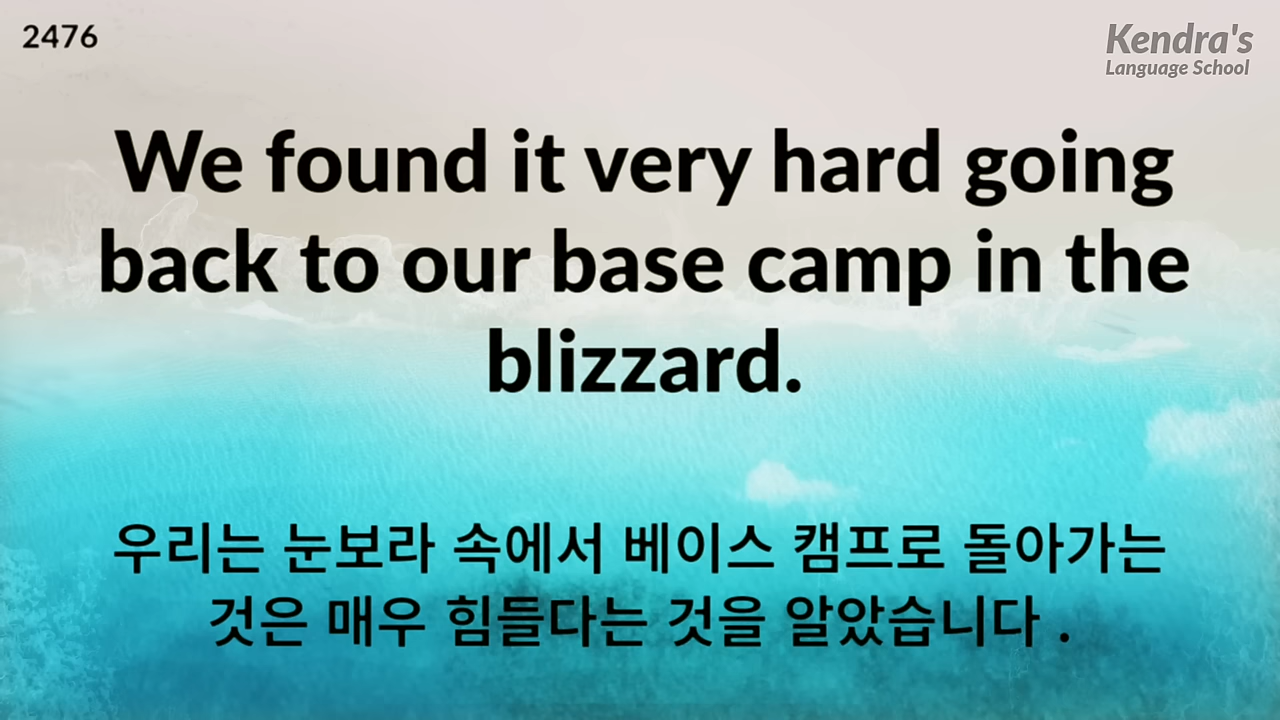 2476
Kendra's
Language School
We found it very hard going
back to our base camp in the
blizzard.
우리는 눈보라 속에서 베이스 캠프로 돌아가는
것은 매우 힘들다는 것을 알았습니다 .